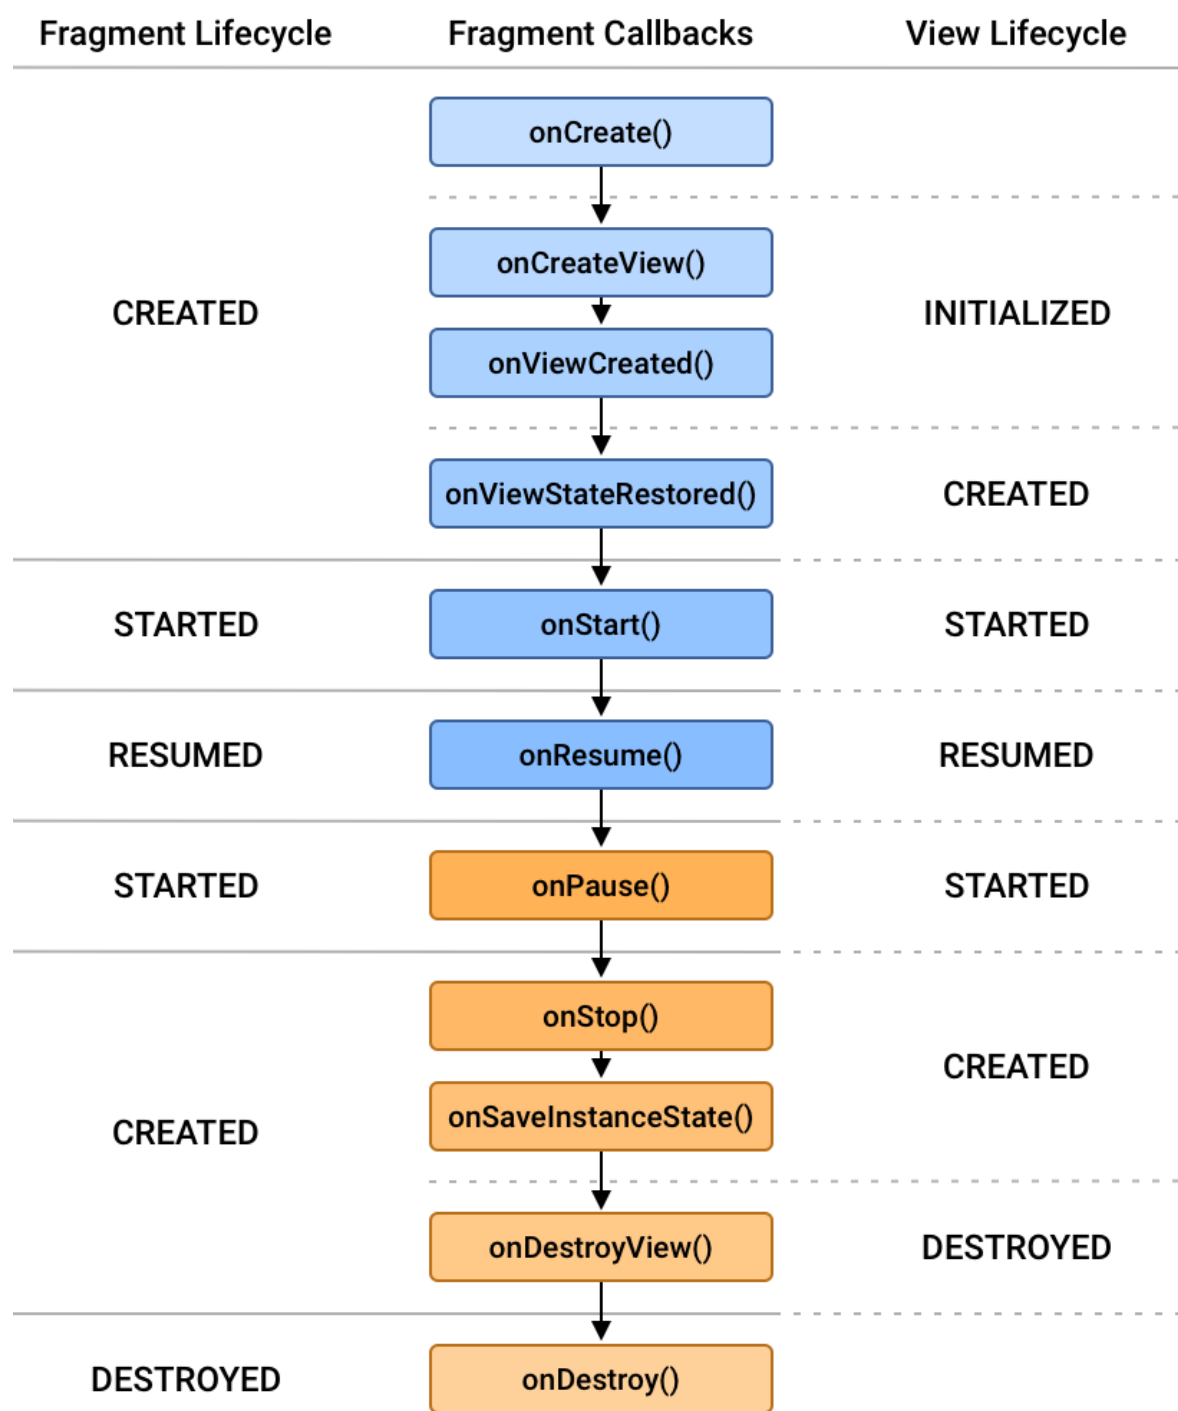 Fragment Lifecycle
Fragment Callbacks
View Lifecycle
onCreate()
onCreateView()
CREATED
INITIALIZED
onViewCreated()
onViewStateRestored()
CREATED
STARTED
onStart()
STARTED
RESUMED
onResume()
RESUMED
STARTED
onPause()
STARTED
onStop()
CREATED
onSaveInstanceState()
CREATED
onDestroyView()
DESTROYED
DESTROYED
onDestroy()